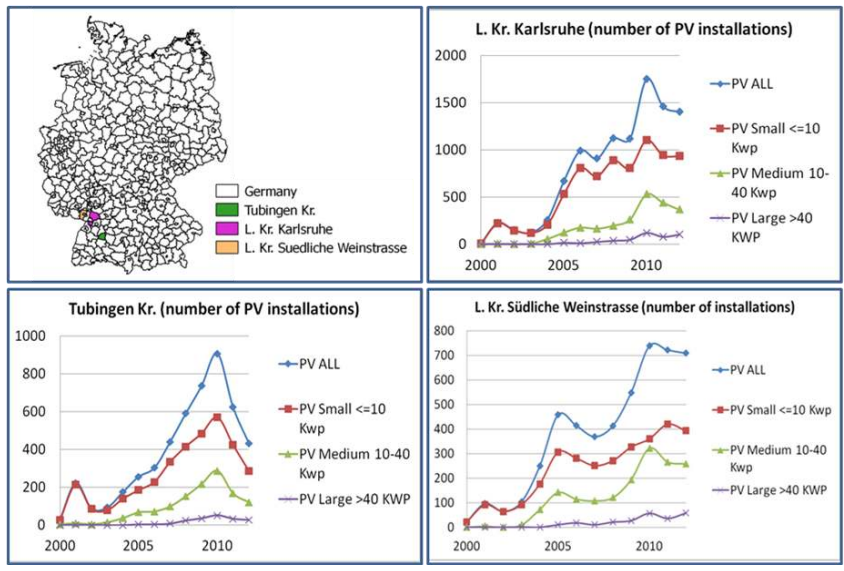 Germany
Tubingen Kr.
L. Kr. Karlsruhe
L. Kr. Suedliche Weinstrasse
L. Kr. Karlsruhe (number of PV installations)
2000
1500
1000
500
0
2000
2005
2010
PV ALL
PV Small <=10
Kwp
PV Medium 10-
40 Kwp
PV Large >40
KWP
Tubingen Kr. (number of PV installations)
1000
800
600
400
200
0
2000
2005
2010
PV ALL
PV Small <=10
Kwp
PV Medium 10-40
Kwp
PV Large >40 KWP
L. Kr. Südliche Weinstrasse (number of installations)
800
700
600
500
400
300
200
100
0
2000
2005
2010
PV ALL
PV Small <=10 Kwp
PV Medium 10-40
Kwp
PV Large >40 KWP